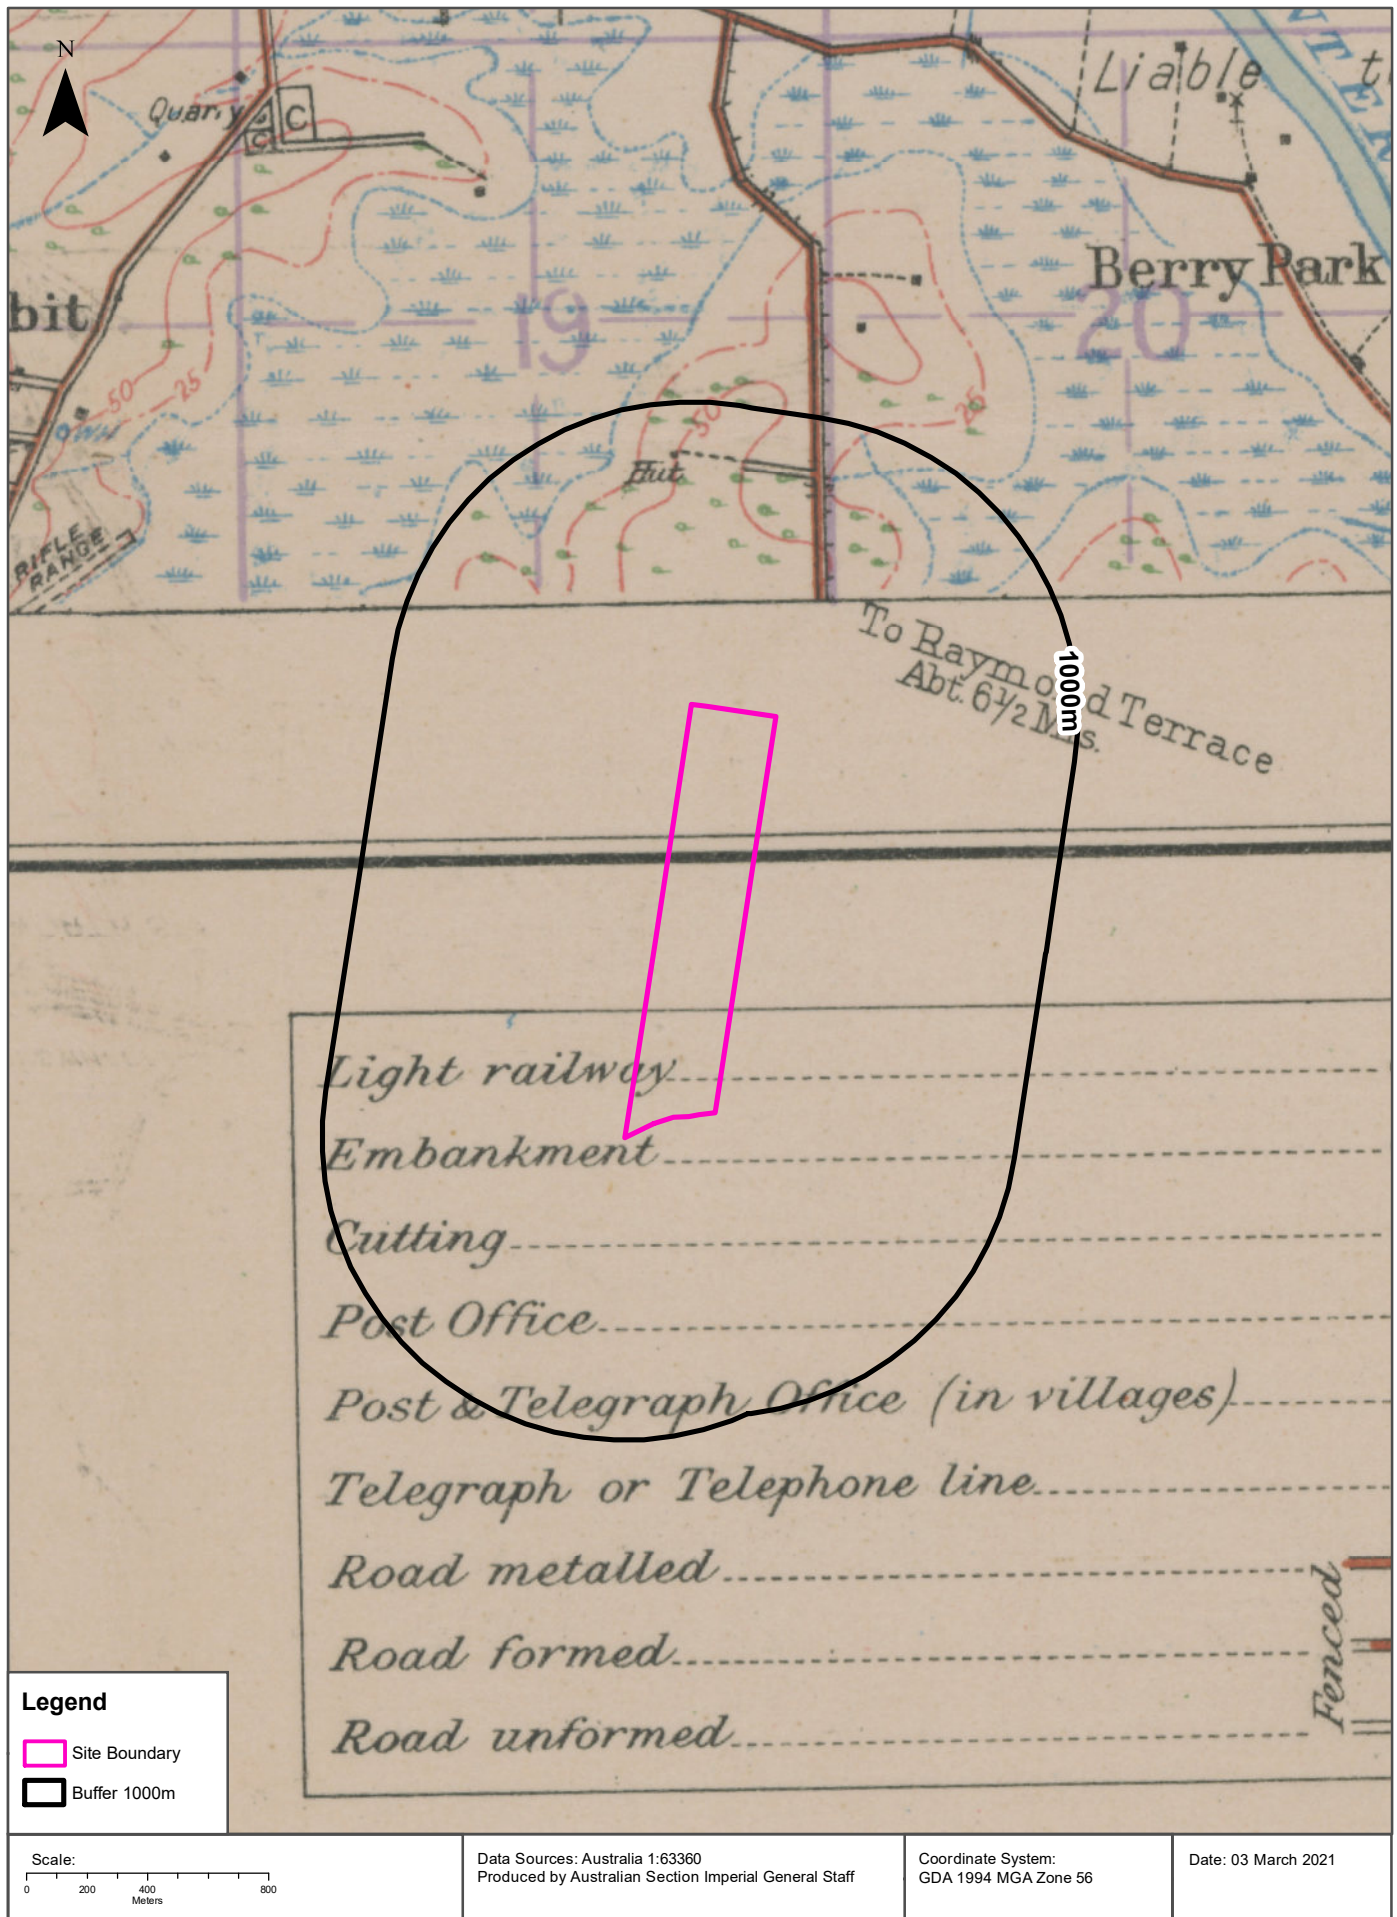 N
NTER
Liable t
Quarry
C
C
Berry Park
bit
19
20
50
25
50
25
WH
Hut
RIFLE
RANGE
To Raymond Terrace
Abt. 6½ Mls.
1000m
Light railway
Embankment
Cutting
Post Office
Post & Telegraph Office (in villages)
Telegraph or Telephone line
Road metalled
Road formed
Road unformed
Fenced
Legend
Site Boundary
Buffer 1000m
Scale:
0 200 400 800
Meters
Data Sources: Australia 1:63360
Produced by Australian Section Imperial General Staff
Coordinate System:
GDA 1994 MGA Zone 56
Date: 03 March 2021